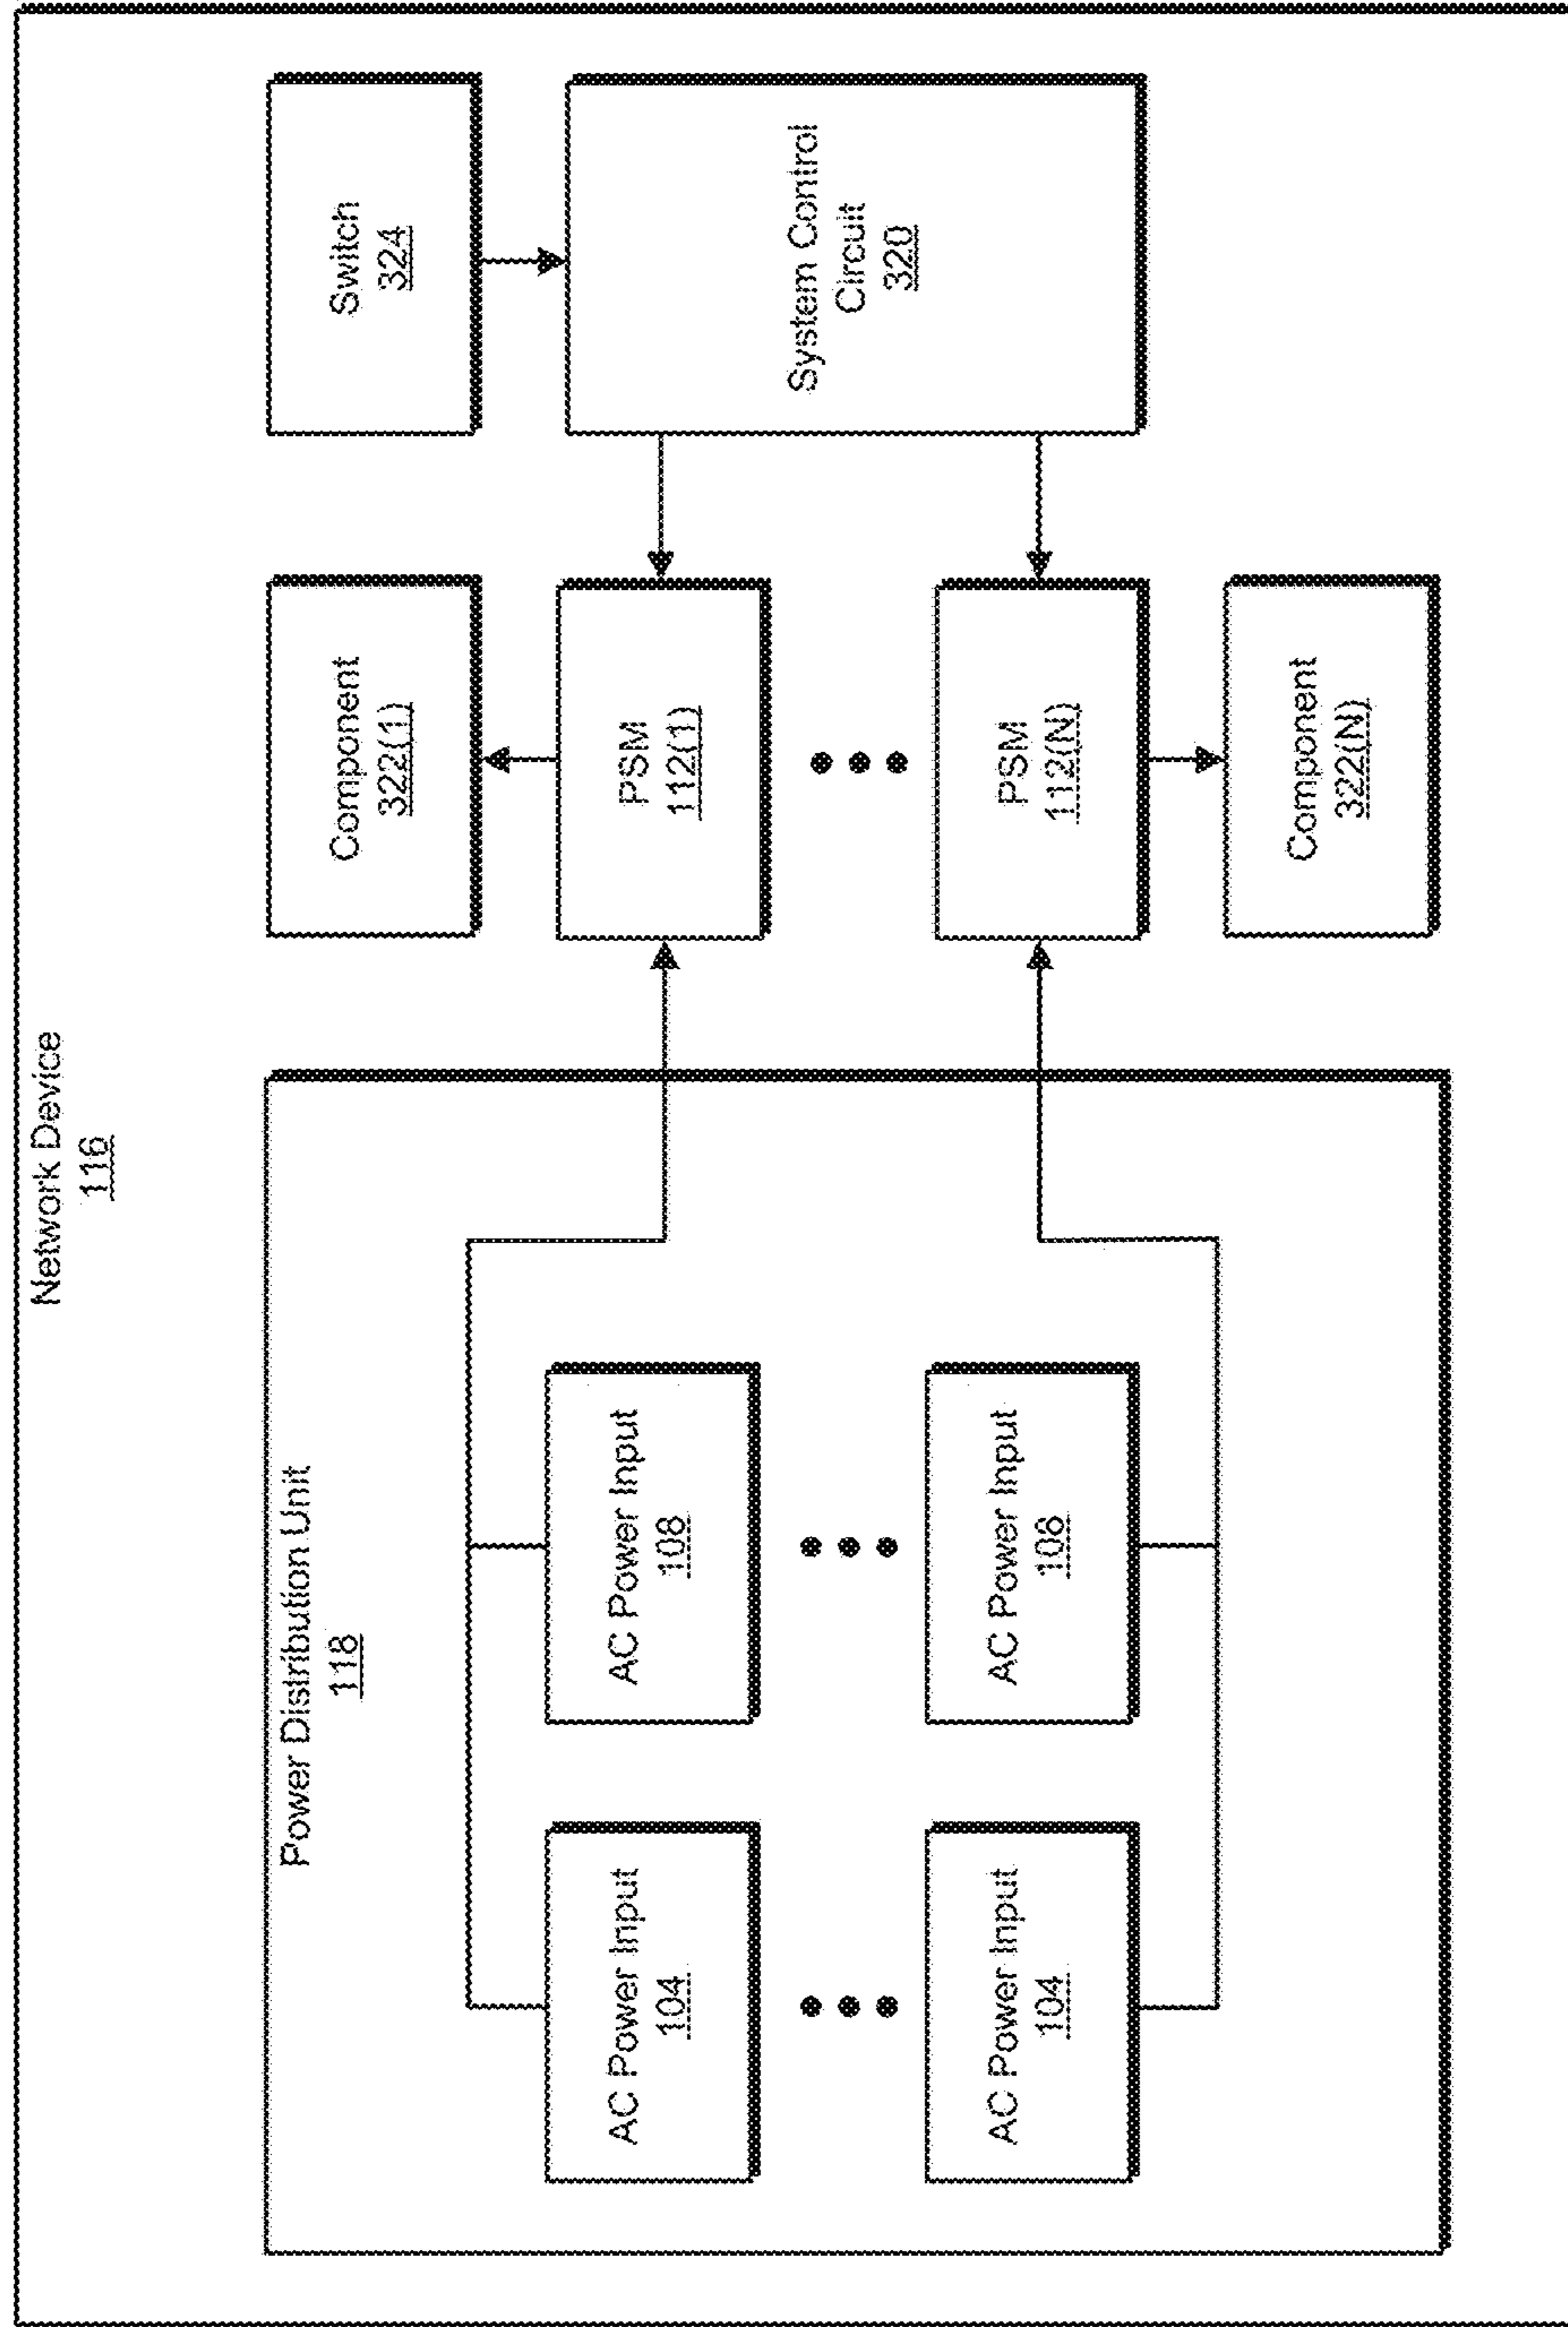 Network Device
116
Power Distribution Unit
118
AC Power Input
104
AC Power Input
108
AC Power Input
104
AC Power Input
108
Component
322(1)
PSM
112(1)
PSM
112(N)
Component
322(N)
Switch
324
System Control
Circuit
320